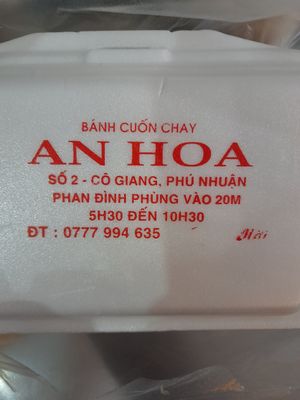 BÁNH CUỐN CHAY
AN HOA
SỐ 2 - CÔ GIANG, PHÚ NHUẬN
PHAN ĐÌNH PHÙNG VÀO 20M
5H30 ĐẾN 10H30
ĐT : 0777 994 635